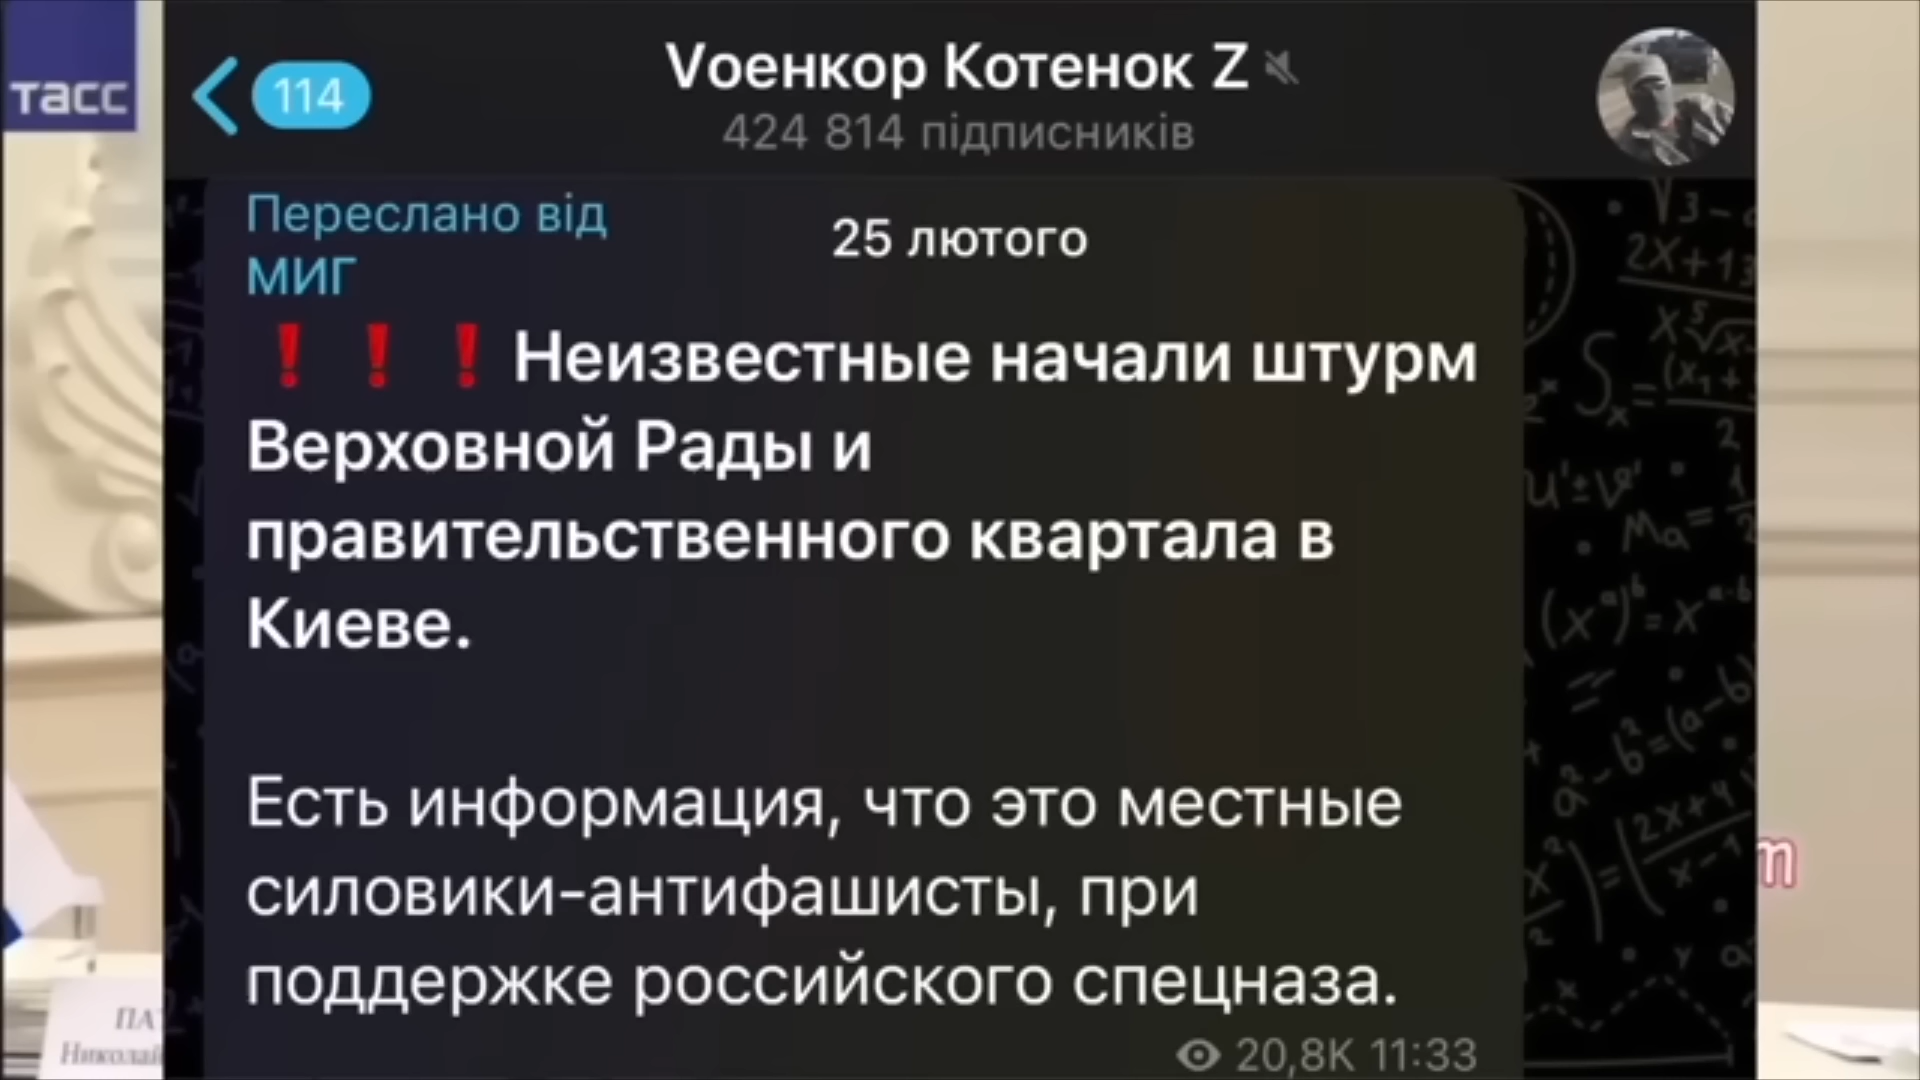 тасс
114
Vоенкор Котенок Z
424 814 підписників
Переслано від
МИГ
25 лютого
❗❗❗Неизвестные начали штурм
Верховной Рады и
правительственного квартала в
Киеве.
Есть информация, что это местные
силовики-антифашисты, при
поддержке российского спецназа.
20,8K 11:33